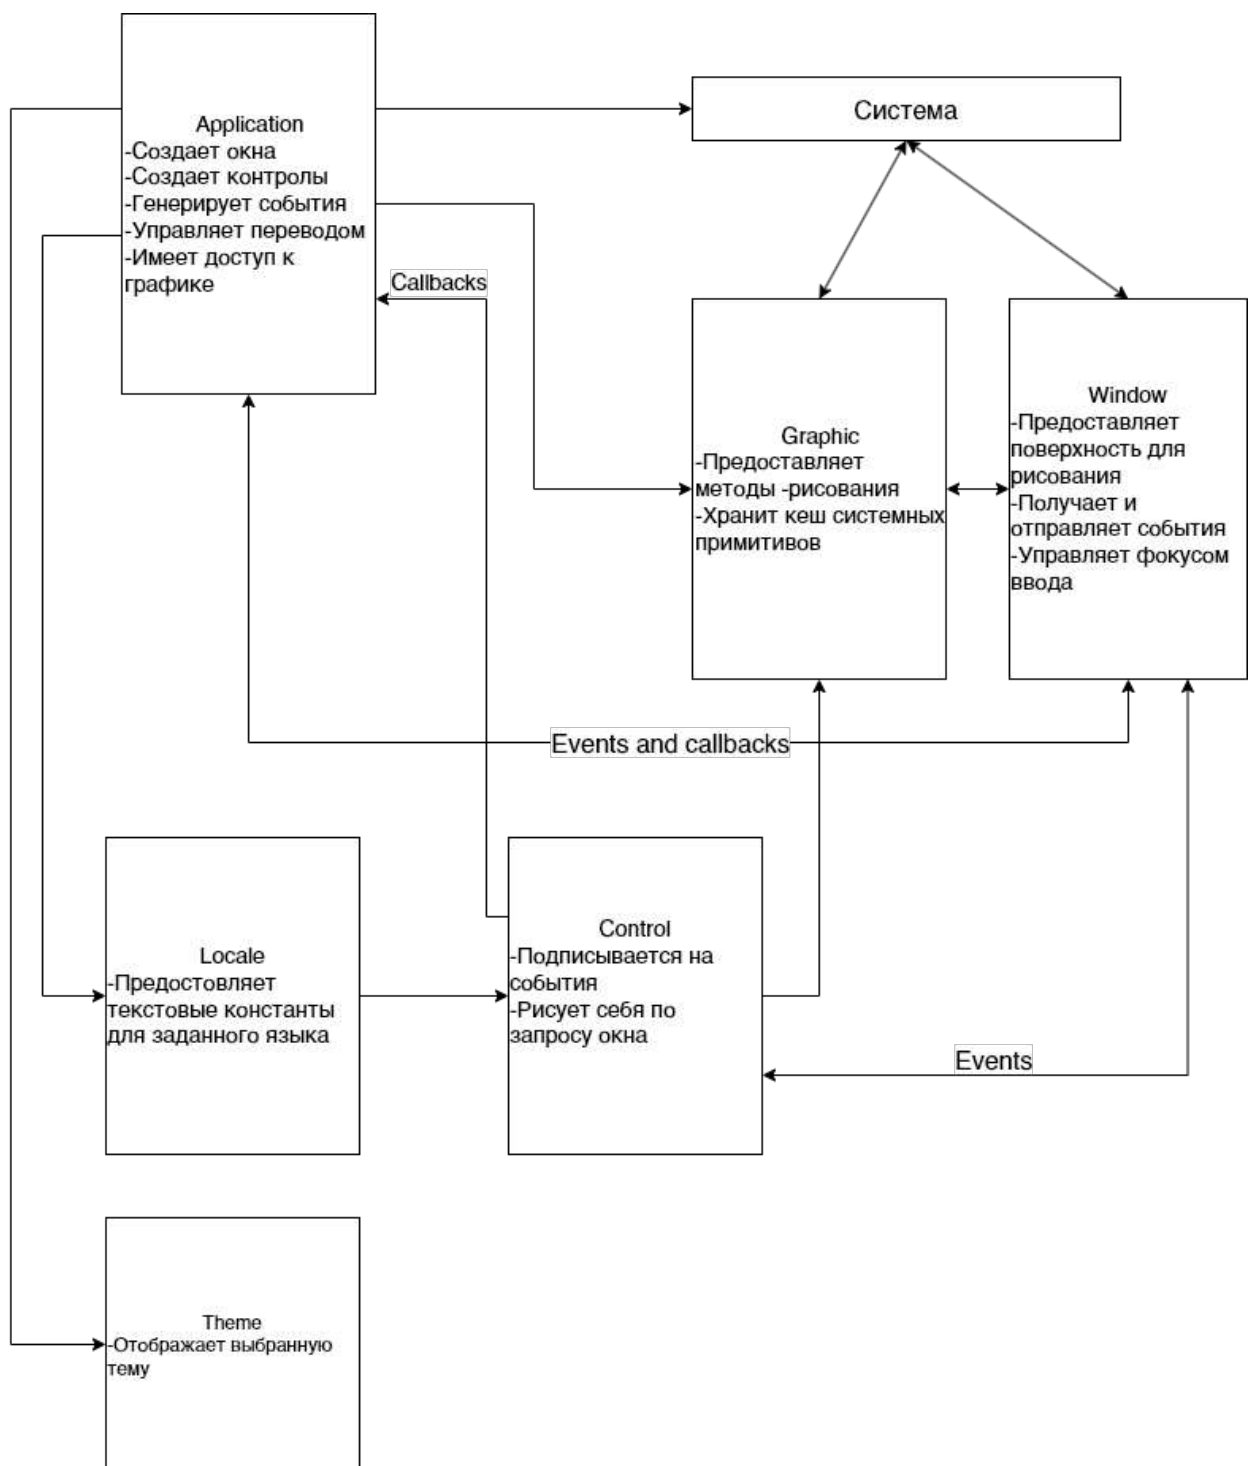 Application
-Создает окна
-Создает контролы
-Генерирует события
-Управляет переводом
-Имеет доступ к
графике
Система
Callbacks
Graphic
-Предоставляет
методы -рисования
-Хранит кеш системных
примитивов
Window
-Предоставляет
поверхность для
рисования
-Получает и
отправляет события
-Управляет фокусом
ввода
Events and callbacks
Locale
-Предостовляет
текстовые константы
для заданного языка
Control
-Подписывается на
события
-Рисует себя по
запросу окна
Events
Theme
-Отображает выбранную
тему